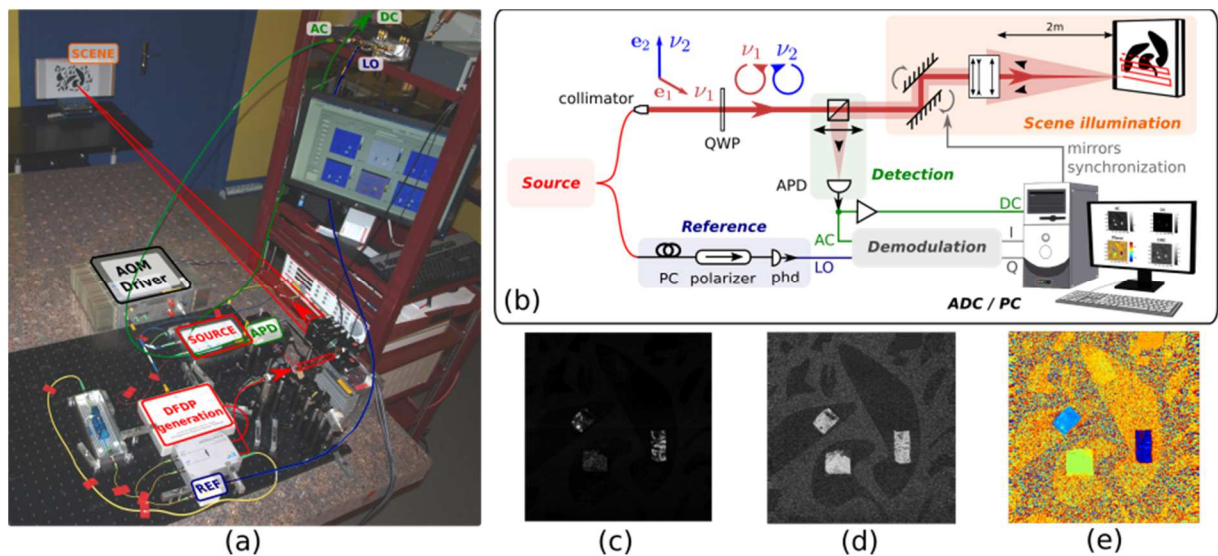 AC
DC
LO
SCENE
AOM
Driver
SOURCE
APD
DFDP
generation
REF
(a)
e₂ ν₂
e₁ ν₁
ν₁ ν₂
collimator
QWP
2m
Scene illumination
mirrors
synchronization
Source
APD
Detection
DC
Reference
AC
Demodulation
I
LO
Q
PC polarizer phd
(b)
ADC / PC
(c)
(d)
(e)